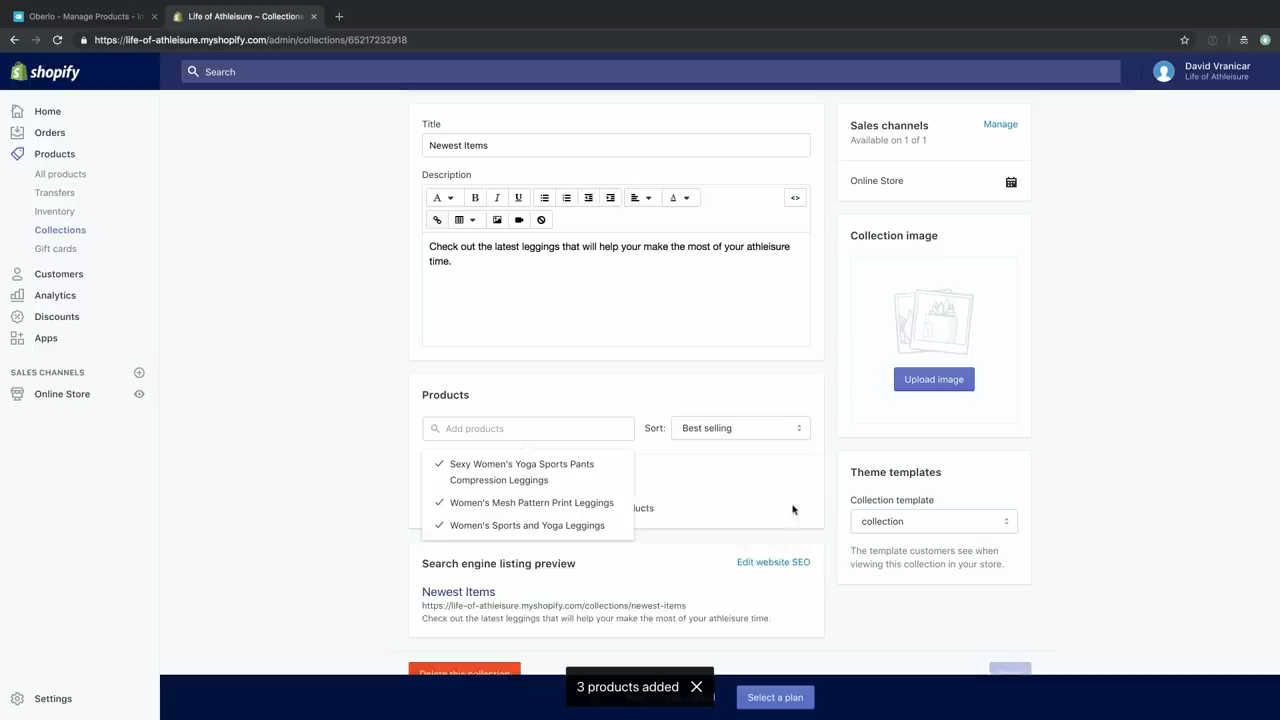 Oberlo - Manage Products - I
Life of Athleisure ~ Collections
https://life-of-athleisure.myshopify.com/admin/collections/65217232918
shopify
Search
David Vranicar
Life of Athleisure
Home
Orders
Products
All products
Transfers
Inventory
Collections
Gift cards
Customers
Analytics
Discounts
Apps
SALES CHANNELS
Online Store
Settings
Title
Newest Items
Description
Check out the latest leggings that will help your make the most of your athleisure
time.
Products
Add products
Sort:
Best selling
Sexy Women's Yoga Sports Pants
Compression Leggings
Women's Mesh Pattern Print Leggings
Women's Sports and Yoga Leggings
ucts
Search engine listing preview
Edit website SEO
Newest Items
https://life-of-athleisure.myshopify.com/collections/newest-items
Check out the latest leggings that will help your make the most of your athleisure time.
Delete this collection
3 products added
Select a plan
Sales channels
Manage
Available on 1 of 1
Online Store
Collection image
Upload image
Theme templates
Collection template
collection
The template customers see when
viewing this collection in your store.